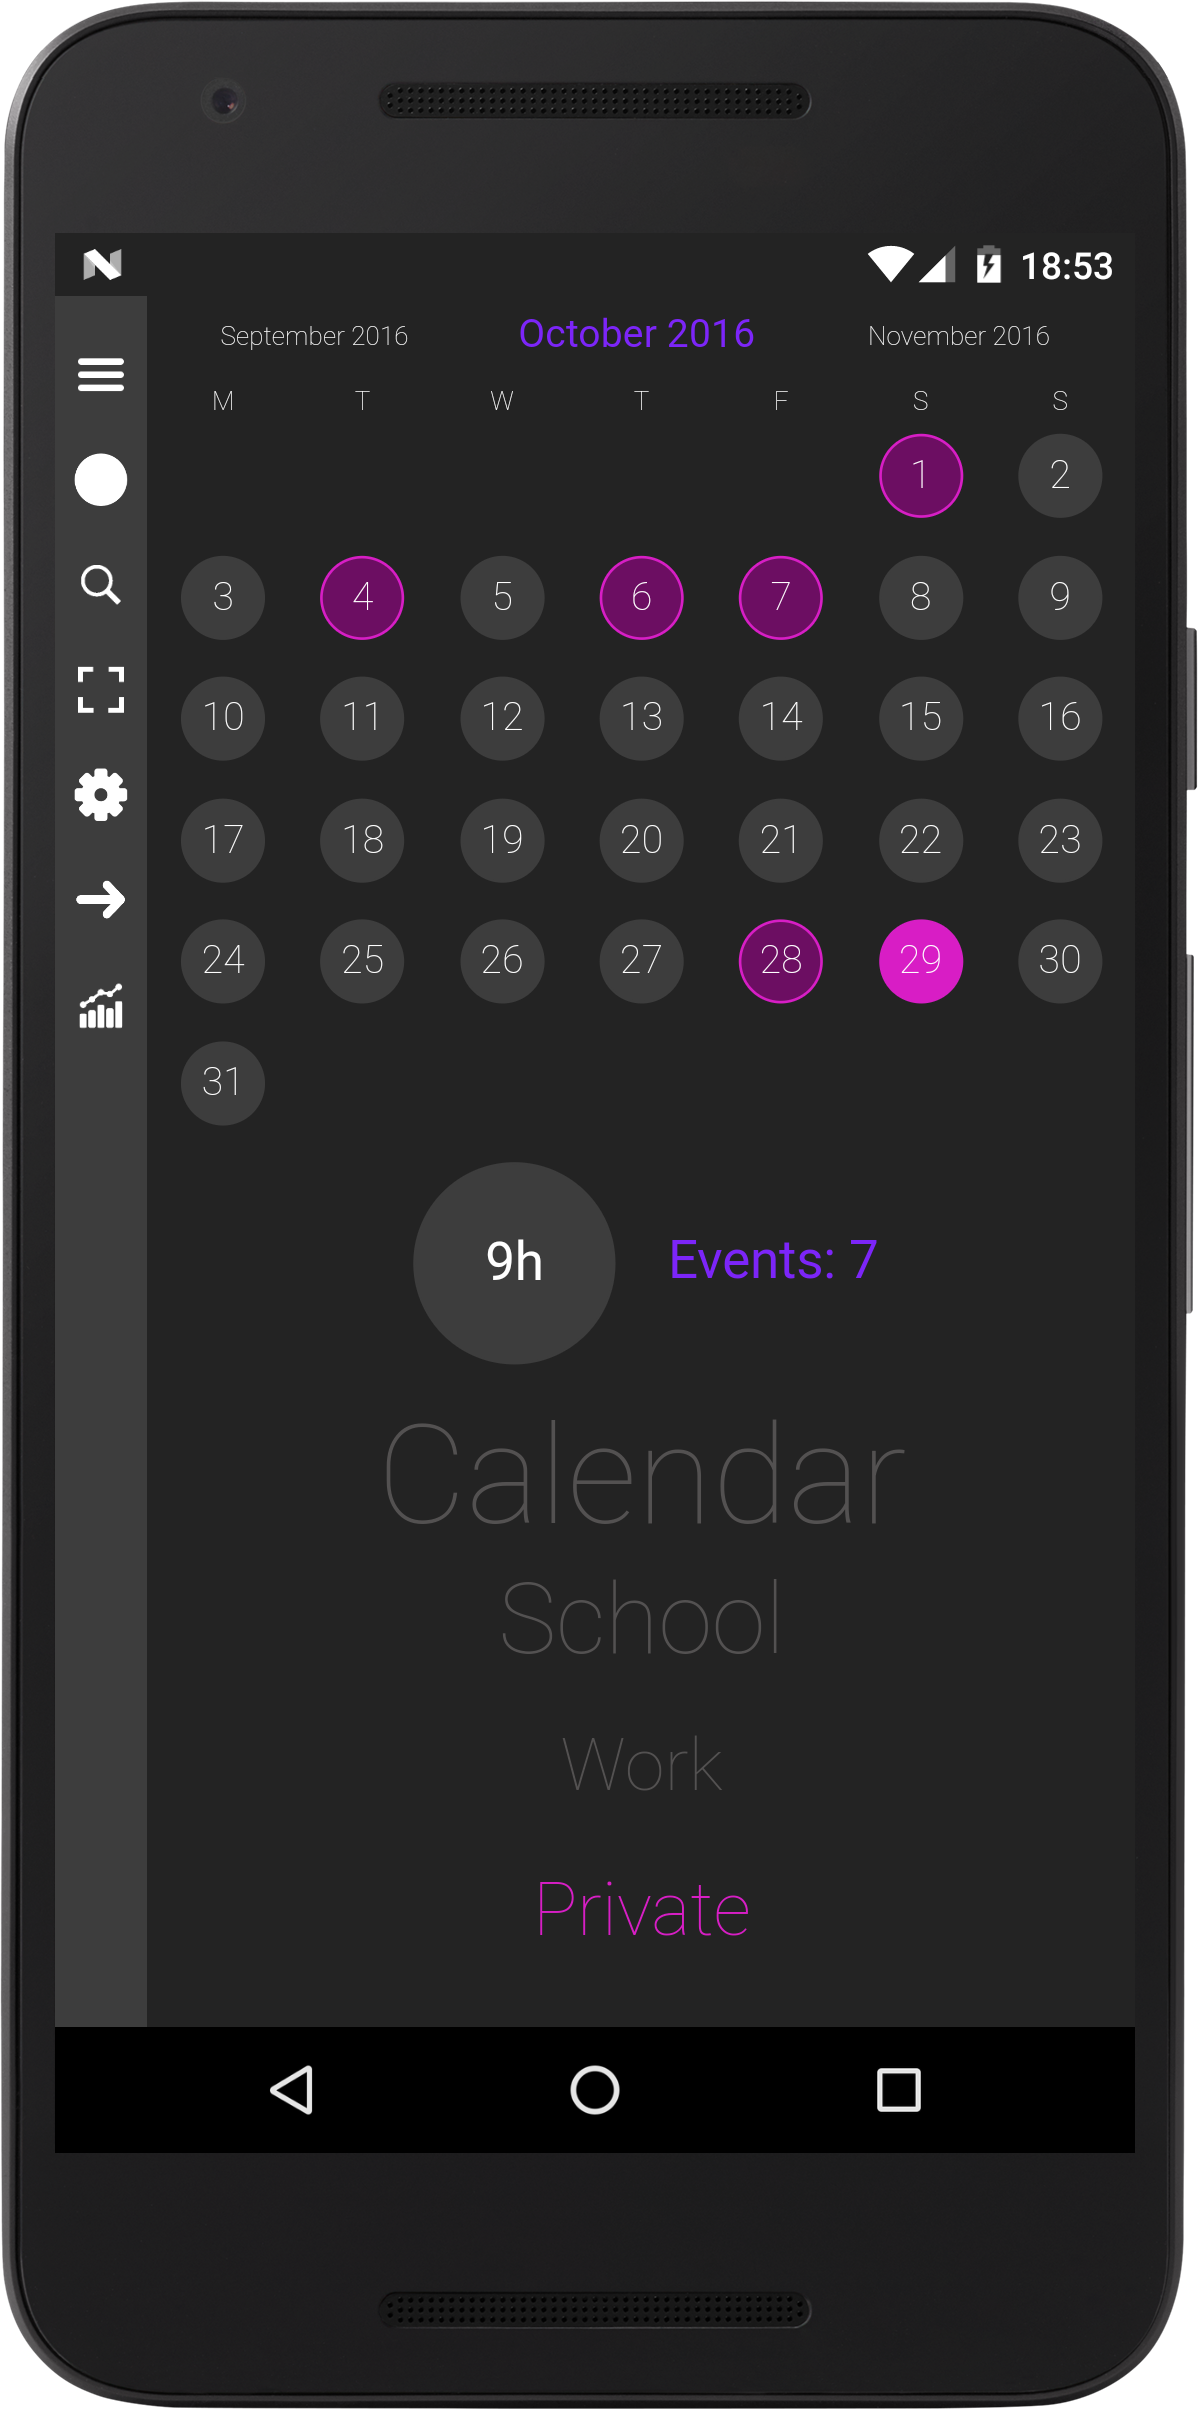 18:53
September 2016 October 2016 November 2016
M T W T F S S
1 2
3 4 5 6 7 8 9
10 11 12 13 14 15 16
17 18 19 20 21 22 23
24 25 26 27 28 29 30
31
9h Events: 7
Calendar
School
Work
Private